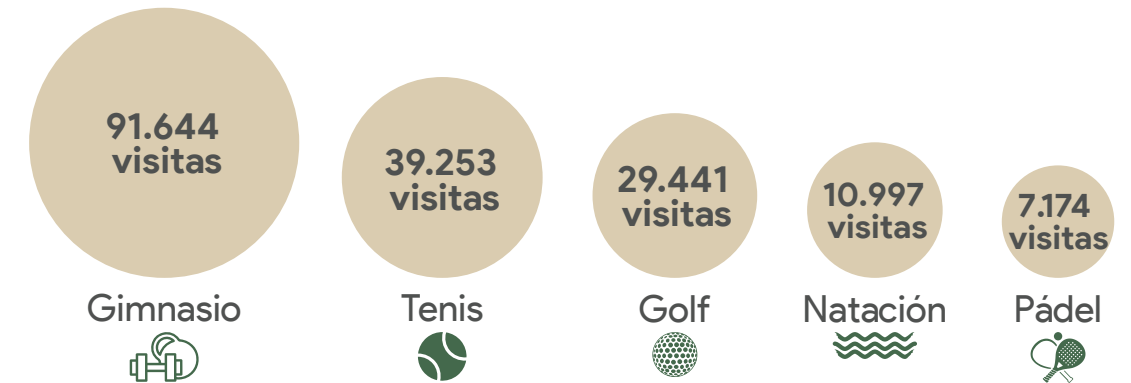 91.644
visitas
39.253
visitas
29.441
visitas
10.997
visitas
7.174
visitas
Gimnasio
Tenis
Golf
Natación
Pádel